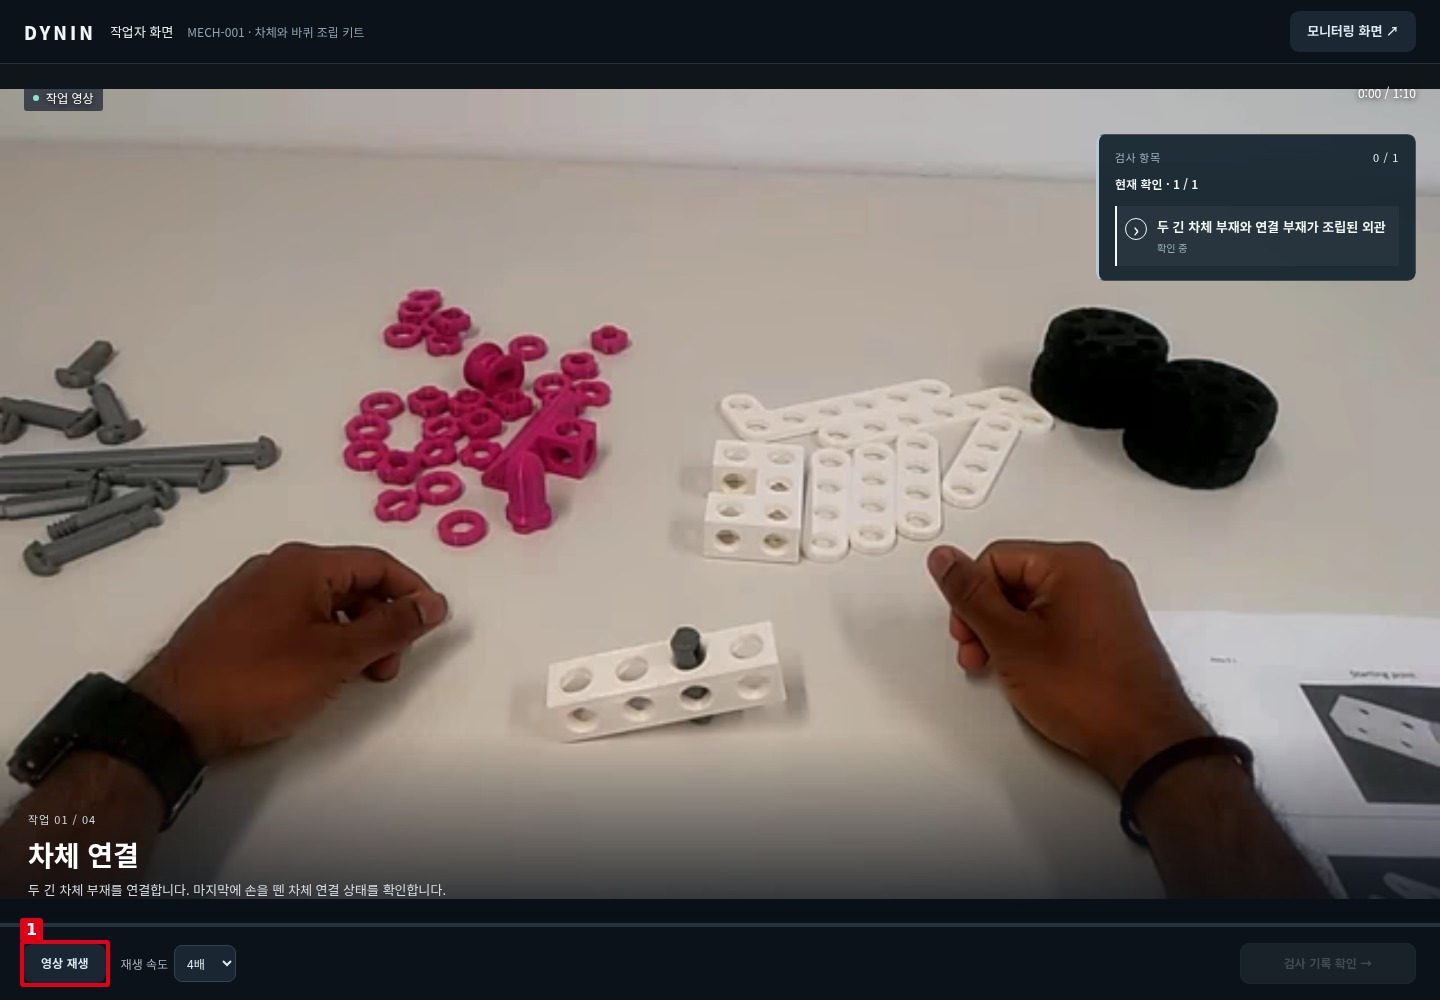 DYNIN 작업자 화면 MECH-001 · 차체와 바퀴 조립 키트
모니터링 화면 ↗
작업 영상
0:00 / 1:10
검사 항목 0 / 1
현재 확인 · 1 / 1
두 긴 차체 부재와 연결 부재가 조립된 외관
확인 중
Starting point
작업 01 / 04
차체 연결
두 긴 차체 부재를 연결합니다. 마지막에 손을 뗀 차체 연결 상태를 확인합니다.
1
영상 재생 재생 속도 4배
검사 기록 확인 →